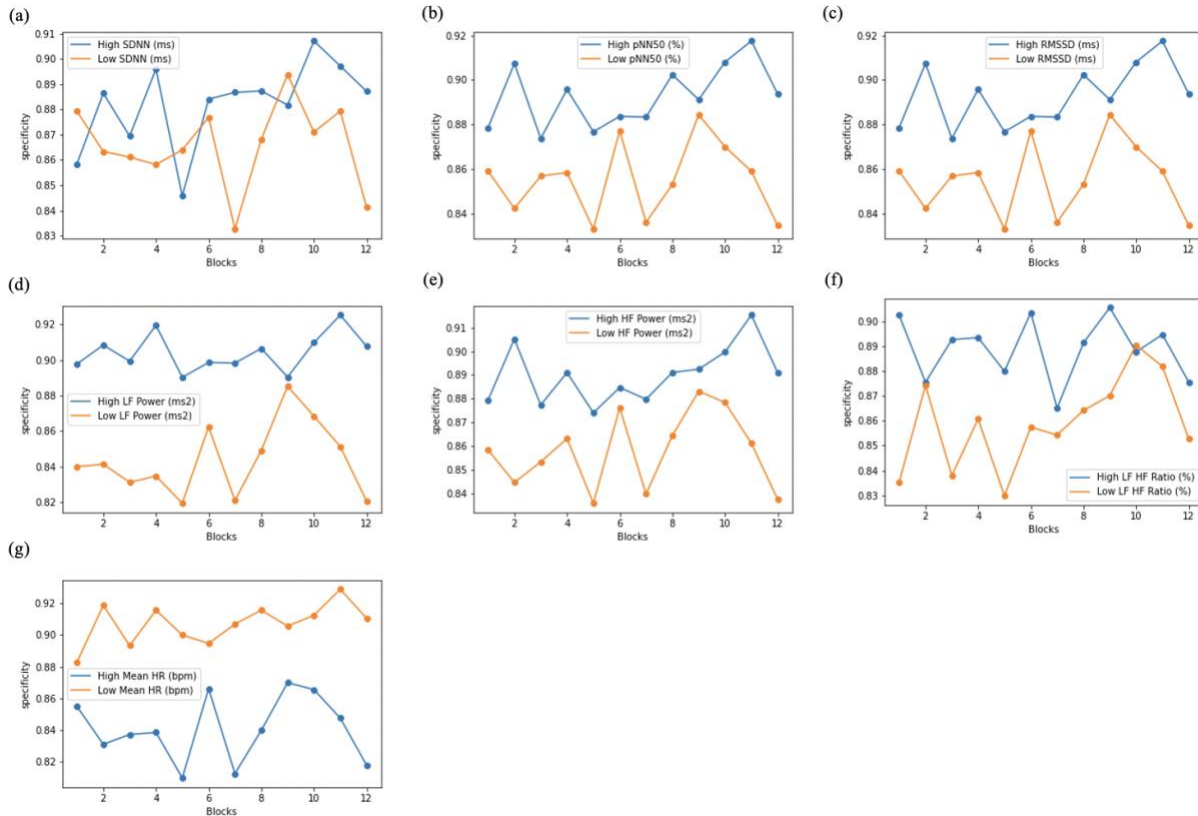 (a)
0.91
0.90
0.89
0.88
0.87
0.86
0.85
0.84
0.83
specificity
High SDNN (ms)
Low SDNN (ms)
2 4 6 8 10 12
Blocks
(b)
0.92
0.90
0.88
0.86
0.84
specificity
High pNN50 (%)
Low pNN50 (%)
2 4 6 8 10 12
Blocks
(c)
0.92
0.90
0.88
0.86
0.84
specificity
High RMSSD (ms)
Low RMSSD (ms)
2 4 6 8 10 12
Blocks
(d)
0.92
0.90
0.88
0.86
0.84
0.82
specificity
High LF Power (ms2)
Low LF Power (ms2)
2 4 6 8 10 12
Blocks
(e)
0.91
0.90
0.89
0.88
0.87
0.86
0.85
0.84
specificity
High HF Power (ms2)
Low HF Power (ms2)
2 4 6 8 10 12
Blocks
(f)
0.90
0.89
0.88
0.87
0.86
0.85
0.84
0.83
specificity
High LF HF Ratio (%)
Low LF HF Ratio (%)
2 4 6 8 10 12
Blocks
(g)
0.92
0.90
0.88
0.86
0.84
0.82
specificity
High Mean HR (bpm)
Low Mean HR (bpm)
2 4 6 8 10 12
Blocks